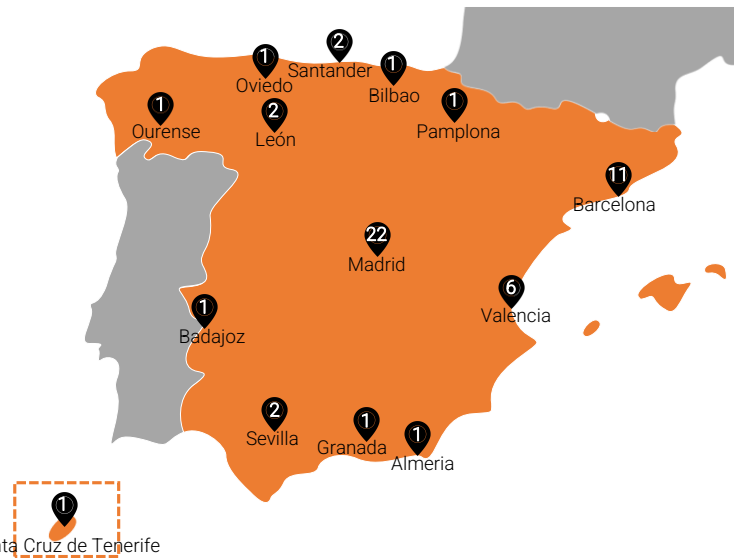 2
Santander
1
Oviedo
1
Bilbao
1
Ourense
2
León
1
Pamplona
11
Barcelona
22
Madrid
6
Valencia
1
Badajoz
2
Sevilla
1
Granada
1
Almeria
1
Cruz de Tenerife